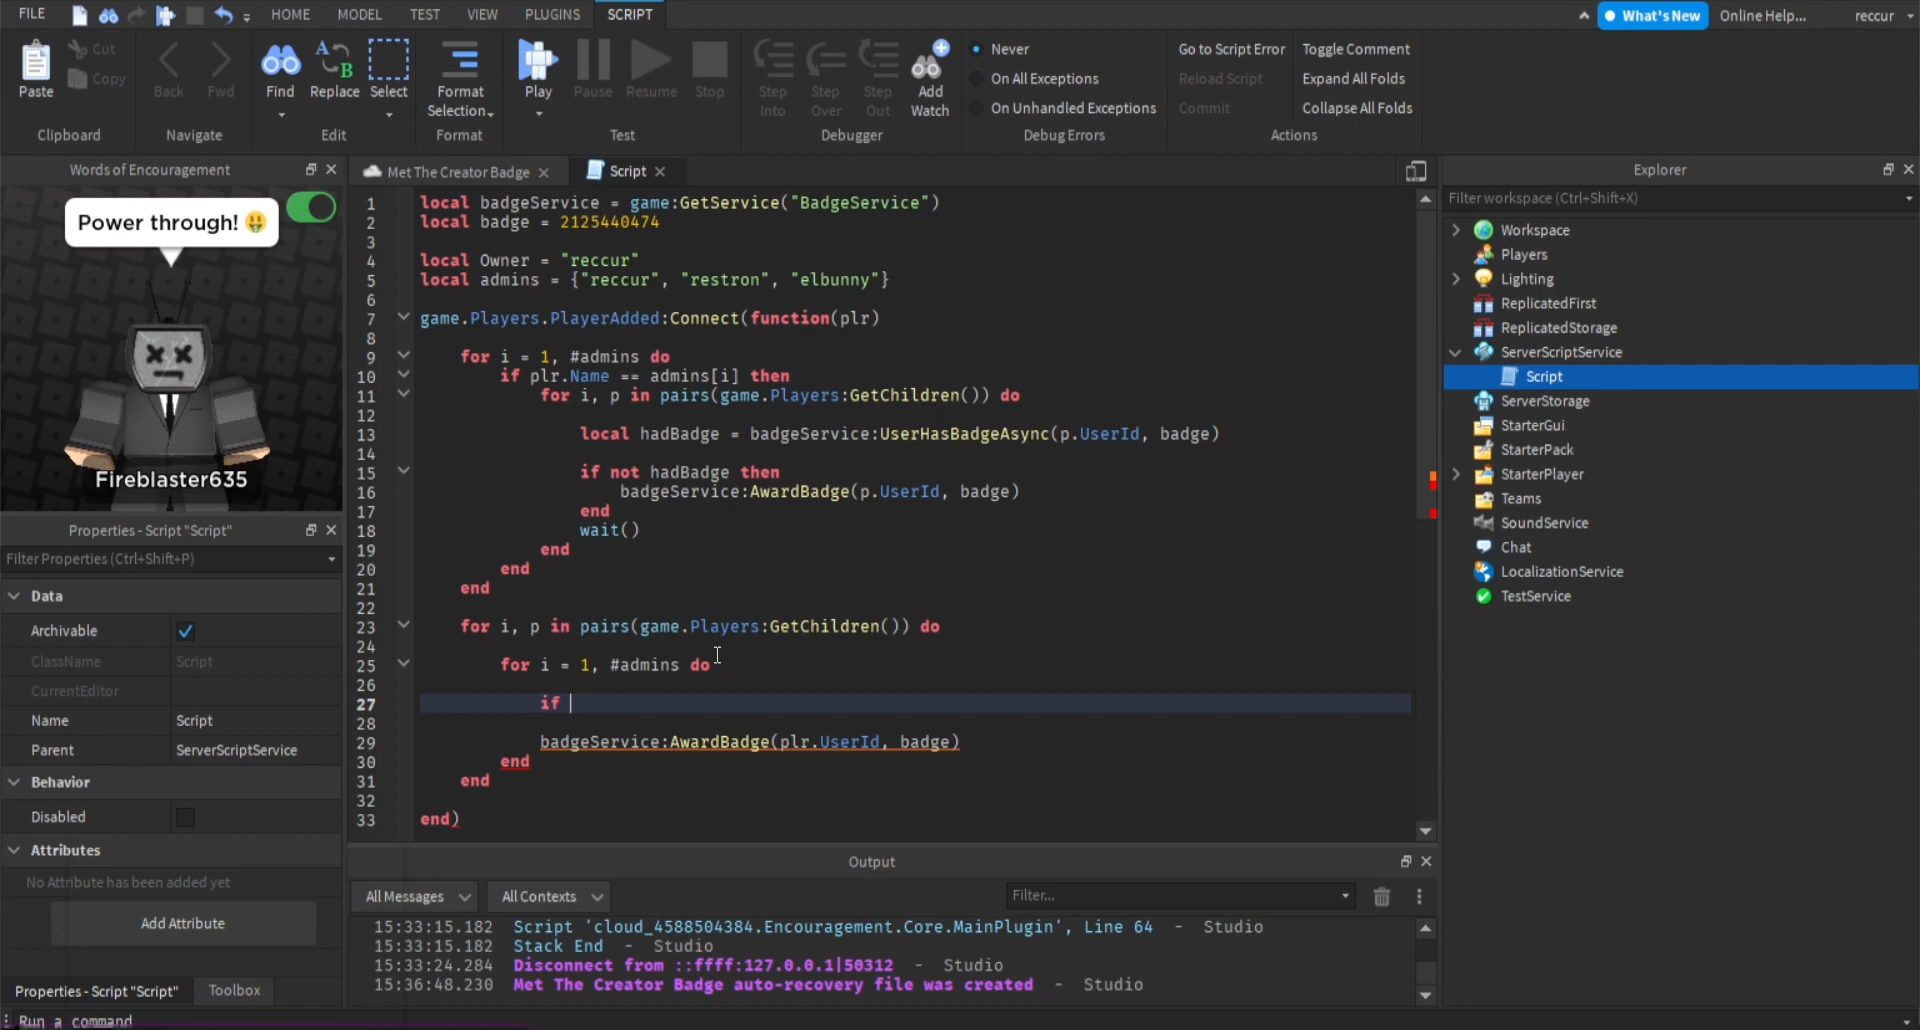 FILE HOME MODEL TEST VIEW PLUGINS SCRIPT What's New Online Help... reccur
Paste Cut Copy Back Fwd Find Replace Select Format Selection Play Pause Resume Stop Step Into Step Over Step Out Add Watch
Never Go to Script Error Toggle Comment
On All Exceptions Reload Script Expand All Folds
On Unhandled Exceptions Commit Collapse All Folds
Clipboard Navigate Edit Format Test Debugger Debug Errors Actions
Words of Encouragement
Power through!
Fireblaster635
Properties - Script "Script"
Filter Properties (Ctrl+Shift+P)
Data
Archivable
ClassName Script
CurrentEditor
Name Script
Parent ServerScriptService
Behavior
Disabled
Attributes
No Attribute has been added yet
Add Attribute
Properties - Script "Script" Toolbox
Run a command
Met The Creator Badge Script
1 local badgeService = game:GetService("BadgeService")
2 local badge = 2125440474
3
4 local Owner = "reccur"
5 local admins = {"reccur", "restron", "elbunny"}
6
7 game.Players.PlayerAdded:Connect(function(plr)
8
9 for i = 1, #admins do
10 if plr.Name == admins[i] then
11 for i, p in pairs(game.Players:GetChildren()) do
12
13 local hadBadge = badgeService:UserHasBadgeAsync(p.UserId, badge)
14
15 if not hadBadge then
16 badgeService:AwardBadge(p.UserId, badge)
17 end
18 wait()
19 end
20 end
21 end
22
23 for i, p in pairs(game.Players:GetChildren()) do
24
25 for i = 1, #admins do
26
27 if
28
29 badgeService:AwardBadge(plr.UserId, badge)
30 end
31 end
32
33 end)
Output
All Messages All Contexts Filter...
15:33:15.182 Script 'cloud_4588504384.Encouragement.Core.MainPlugin', Line 64 - Studio
15:33:15.182 Stack End - Studio
15:33:24.284 Disconnect from ::ffff:127.0.0.1|50312 - Studio
15:36:48.230 Met The Creator Badge auto-recovery file was created - Studio
Explorer
Filter workspace (Ctrl+Shift+X)
Workspace
Players
Lighting
ReplicatedFirst
ReplicatedStorage
ServerScriptService
Script
ServerStorage
StarterGui
StarterPack
StarterPlayer
Teams
SoundService
Chat
LocalizationService
TestService